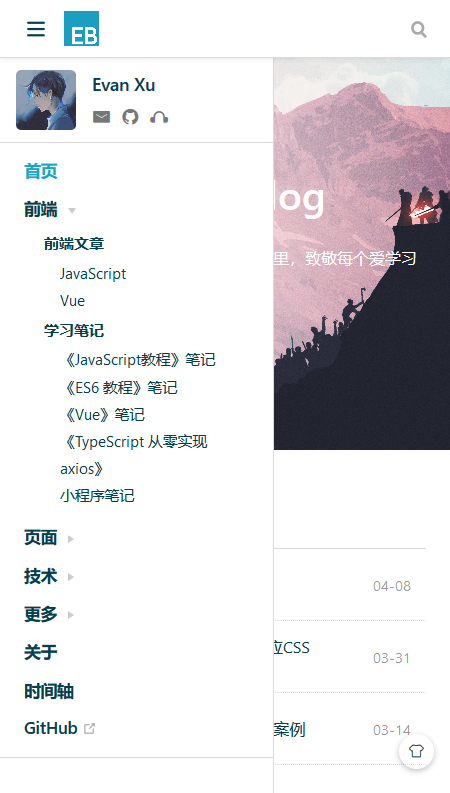 EB
Evan Xu
首页
log
前端
前端文章
里，致敬每个爱学习
JavaScript
Vue
学习笔记
《JavaScript教程》笔记
《ES6 教程》笔记
《Vue》笔记
《TypeScript 从零实现
axios》
小程序笔记
页面
技术
04-08
更多
关于
应CSS
03-31
时间轴
GitHub
案例
03-14